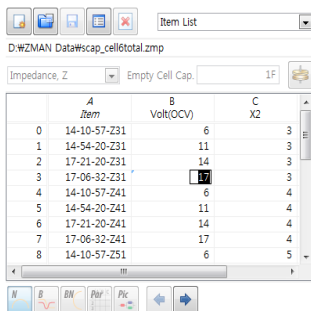 Item List
D:₩ZMAN Data₩scap_cell6total.zmp
Impedance, Z Empty Cell Cap. 1F
A B C
Item Volt(OCV) X2
0 14-10-57-Z31 6 3
1 14-54-20-Z31 11 3
2 17-21-20-Z31 14 3
3 17-06-32-Z31 17 3
4 14-10-57-Z41 6 4
5 14-54-20-Z41 11 4
6 17-21-20-Z41 14 4
7 17-06-32-Z41 17 4
8 14-10-57-Z51 6 5
N B BN Par Pic